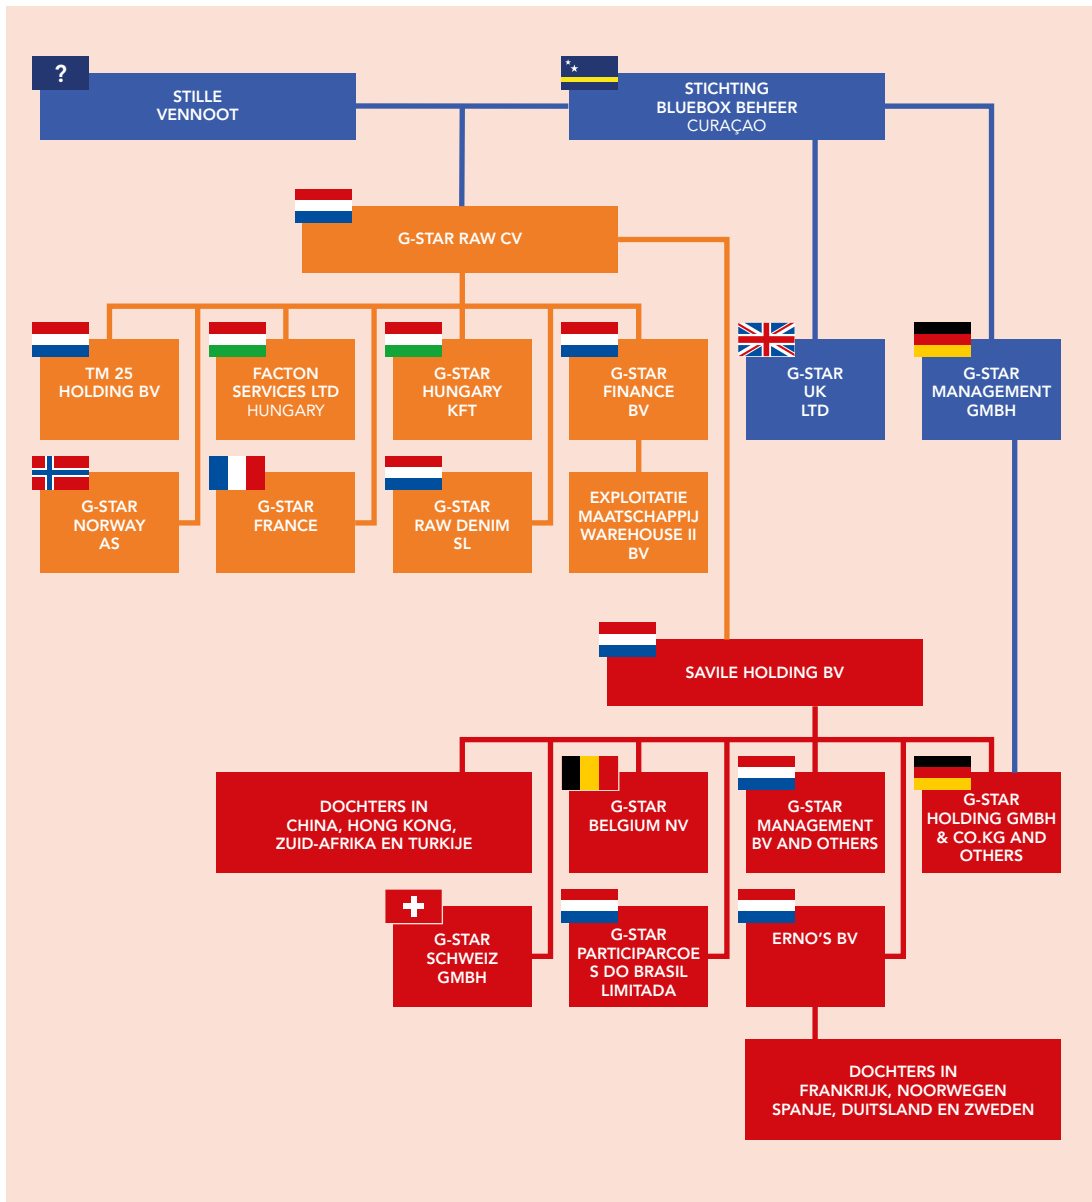 ?
STILLE
VENNOOT
STICHTING
BLUEBOX BEHEER
CURAÇAO
G-STAR RAW CV
TM 25
HOLDING BV
FACTON
SERVICES LTD
HUNGARY
G-STAR
HUNGARY
KFT
G-STAR
FINANCE
BV
G-STAR
UK
LTD
G-STAR
MANAGEMENT
GMBH
G-STAR
NORWAY
AS
G-STAR
FRANCE
G-STAR
RAW DENIM
SL
EXPLOITATIE
MAATSCHAPPIJ
WAREHOUSE II
BV
SAVILE HOLDING BV
DOCHTERS IN
CHINA, HONG KONG,
ZUID-AFRIKA EN TURKIJE
G-STAR
BELGIUM NV
G-STAR
MANAGEMENT
BV AND OTHERS
G-STAR
HOLDING GMBH
& CO.KG AND
OTHERS
G-STAR
SCHWEIZ
GMBH
G-STAR
PARTICIPARCOE
S DO BRASIL
LIMITADA
ERNO'S BV
DOCHTERS IN
FRANKRIJK, NOORWEGEN
SPANJE, DUITSLAND EN ZWEDEN